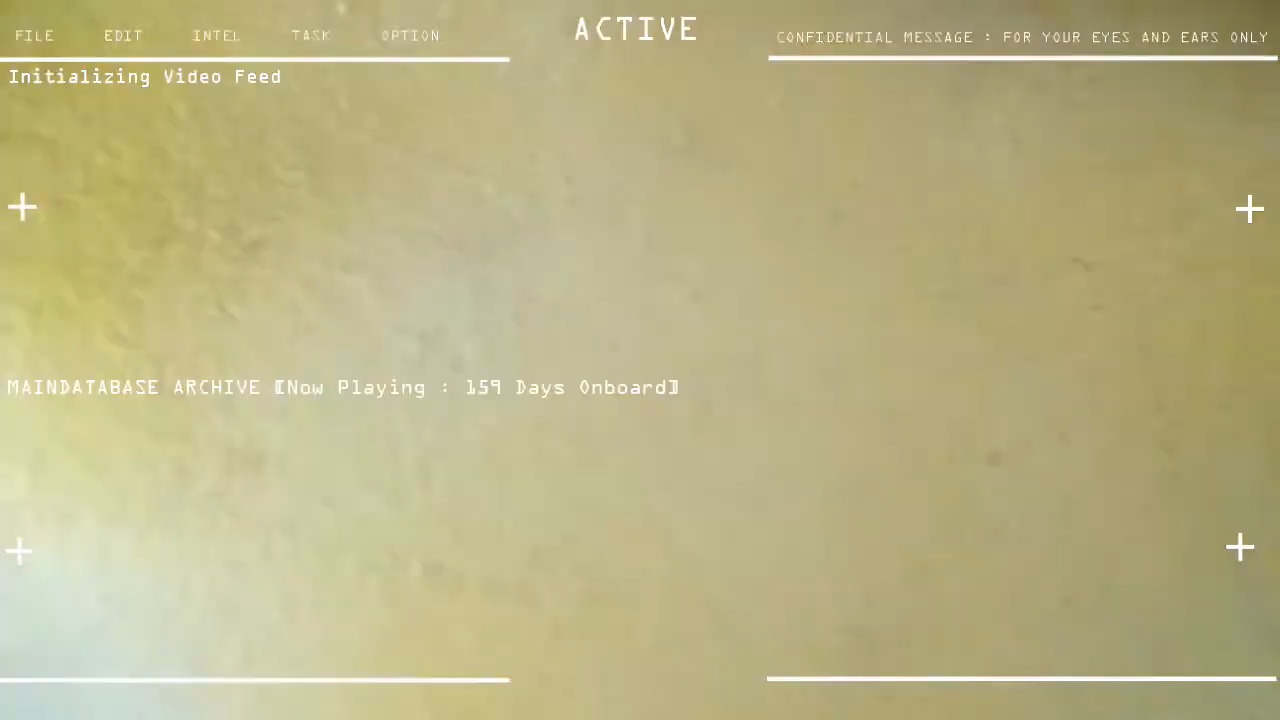 FILE EDIT INTEL TASK OPTION
ACTIVE
CONFIDENTIAL MESSAGE : FOR YOUR EYES AND EARS ONLY
Initializing Video Feed
MAINDATABASE ARCHIVE [Now Playing : 159 Days Onboard]